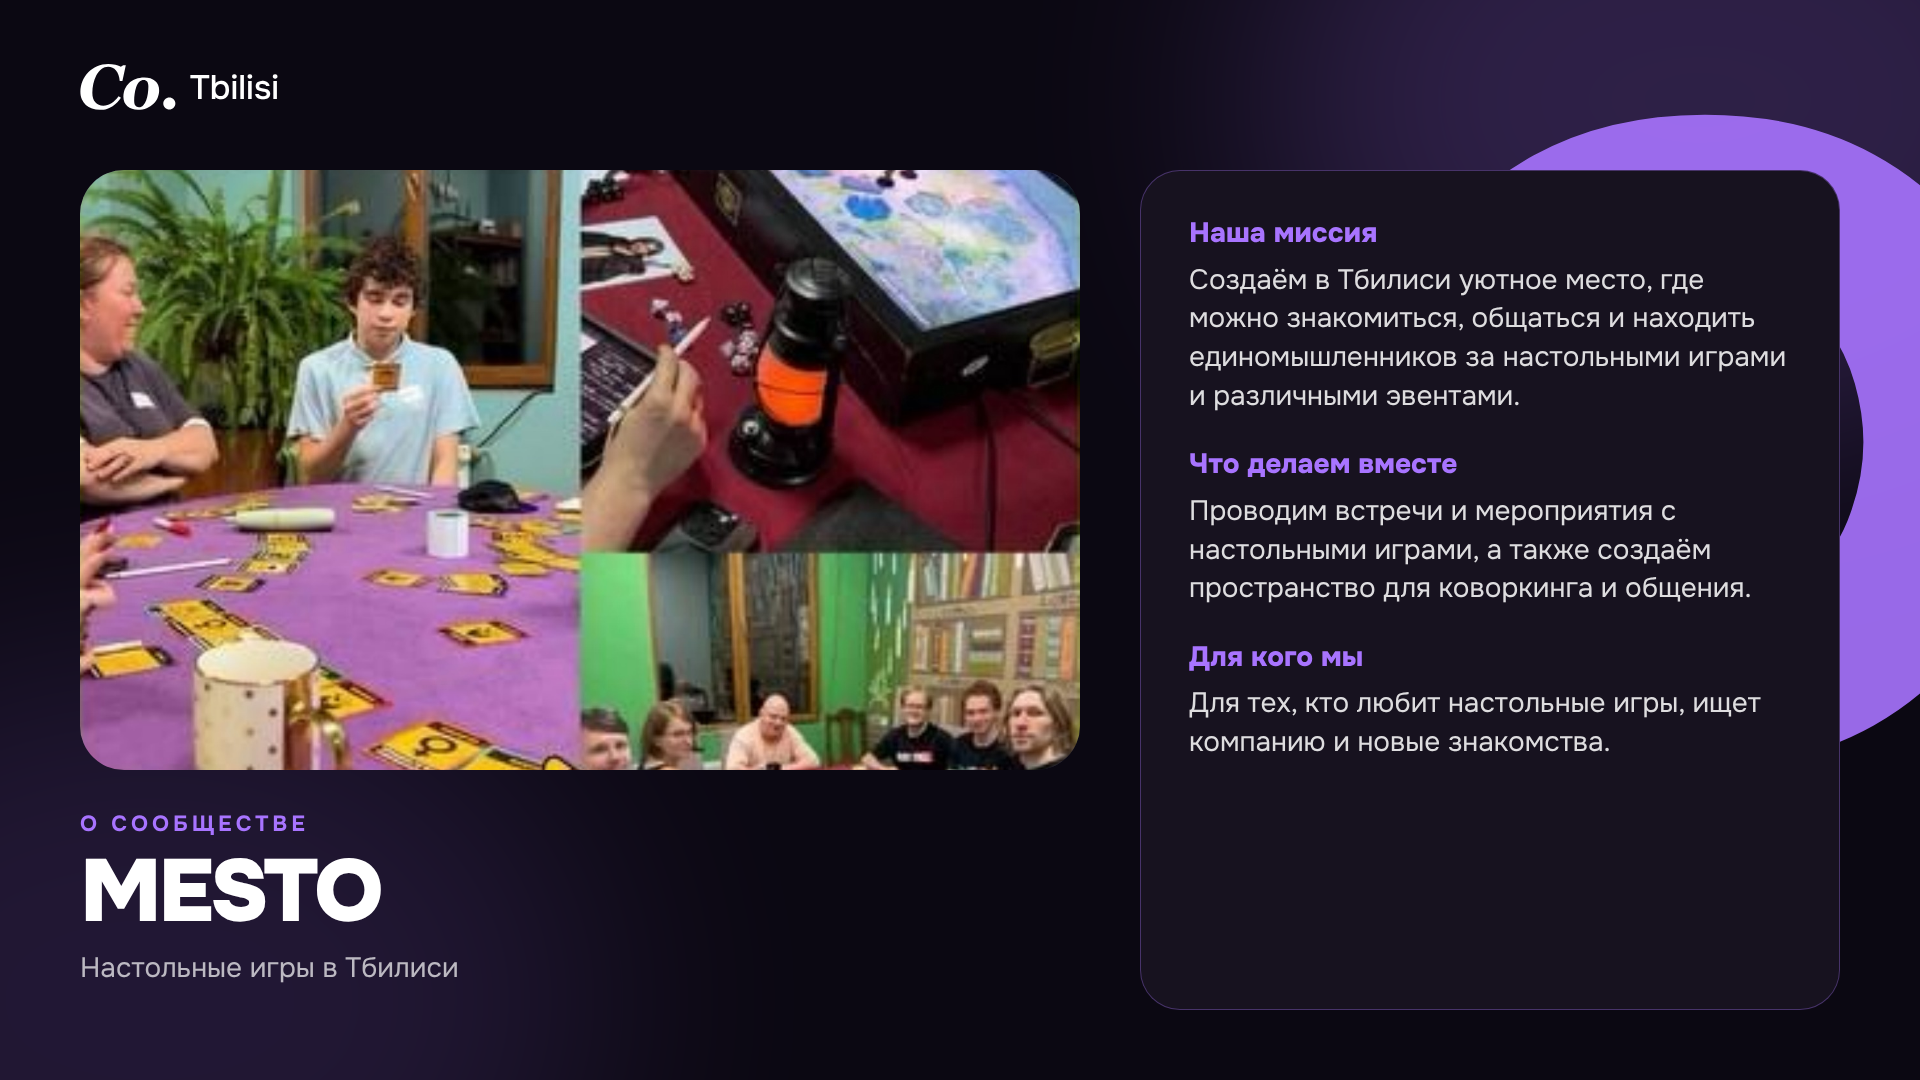 Co. Tbilisi
О СООБЩЕСТВЕ
MESTO
Настольные игры в Тбилиси
Наша миссия
Создаём в Тбилиси уютное место, где
можно знакомиться, общаться и находить
единомышленников за настольными играми
и различными эвентами.
Что делаем вместе
Проводим встречи и мероприятия с
настольными играми, а также создаём
пространство для коворкинга и общения.
Для кого мы
Для тех, кто любит настольные игры, ищет
компанию и новые знакомства.